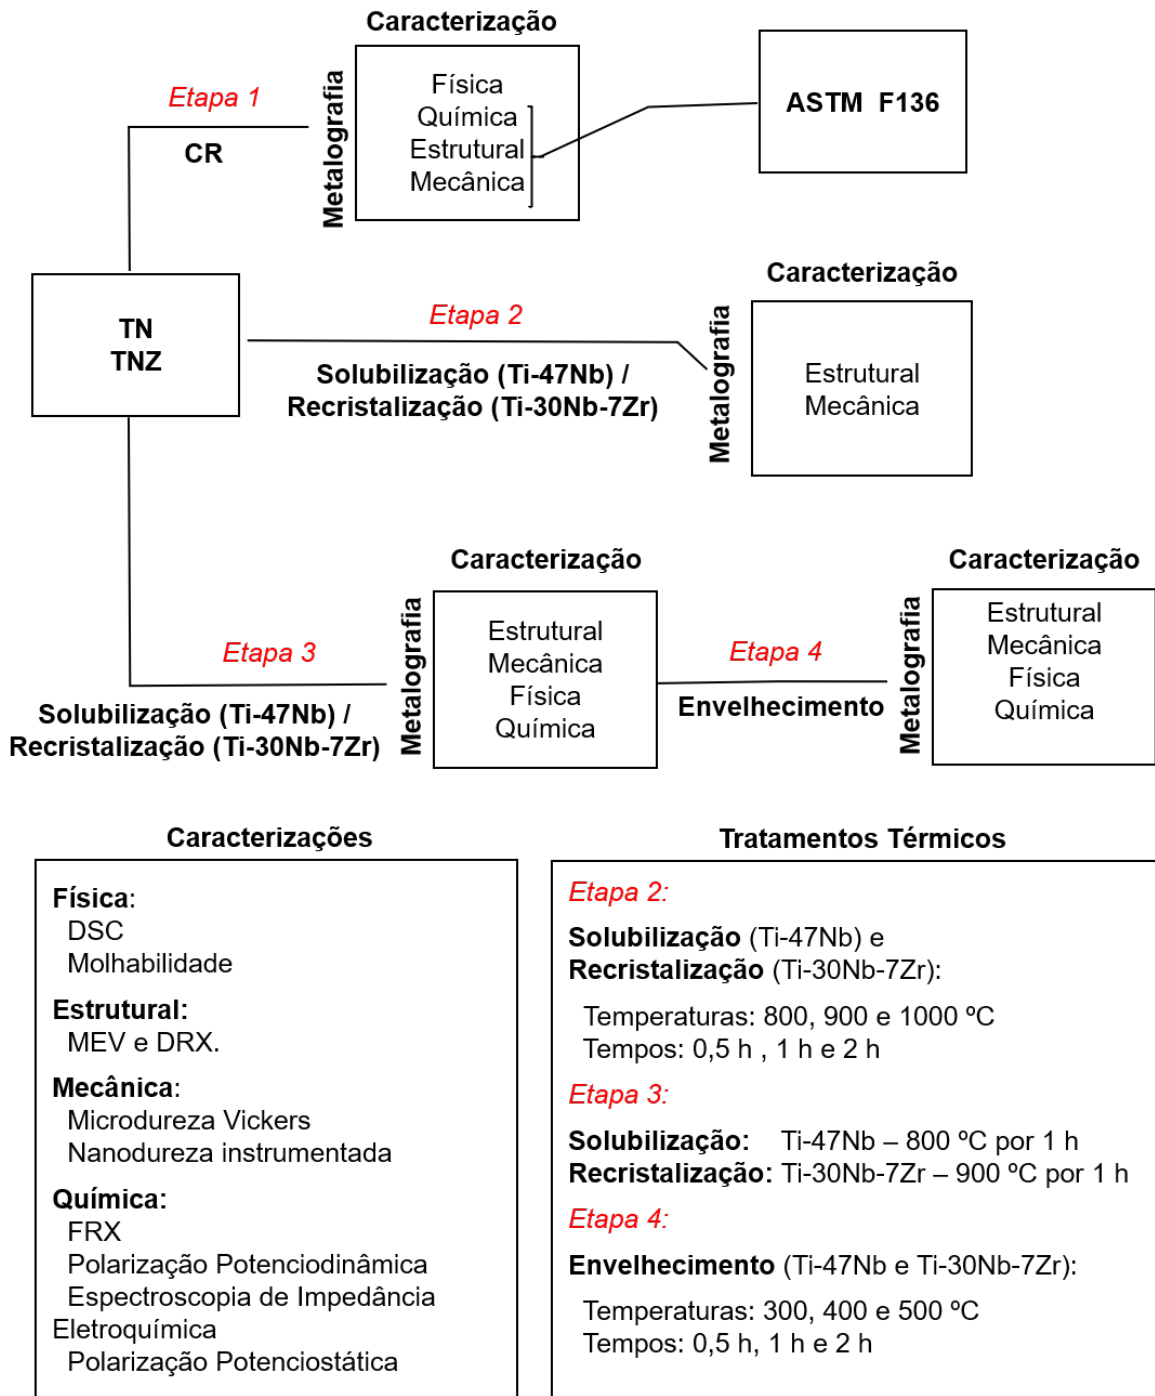 Caracterização
Etapa 1
CR
Metalografia
Física
Química
Estrutural
Mecânica
ASTM  F136
TN
TNZ
Etapa 2
Solubilização (Ti-47Nb) /
Recristalização (Ti-30Nb-7Zr)
Caracterização
Metalografia
Estrutural
Mecânica
Etapa 3
Solubilização (Ti-47Nb) /
Recristalização (Ti-30Nb-7Zr)
Caracterização
Metalografia
Estrutural
Mecânica
Física
Química
Etapa 4
Envelhecimento
Caracterização
Metalografia
Estrutural
Mecânica
Física
Química
Caracterizações
Física:
DSC
Molhabilidade
Estrutural:
MEV e DRX.
Mecânica:
Microdureza Vickers
Nanodureza instrumentada
Química:
FRX
Polarização Potenciodinâmica
Espectroscopia de Impedância
Eletroquímica
Polarização Potenciostática
Tratamentos Térmicos
Etapa 2:
Solubilização (Ti-47Nb) e
Recristalização (Ti-30Nb-7Zr):
Temperaturas: 800, 900 e 1000 ºC
Tempos: 0,5 h , 1 h e 2 h
Etapa 3:
Solubilização: Ti-47Nb – 800 ºC por 1 h
Recristalização: Ti-30Nb-7Zr – 900 ºC por 1 h
Etapa 4:
Envelhecimento (Ti-47Nb e Ti-30Nb-7Zr):
Temperaturas: 300, 400 e 500 ºC
Tempos: 0,5 h, 1 h e 2 h